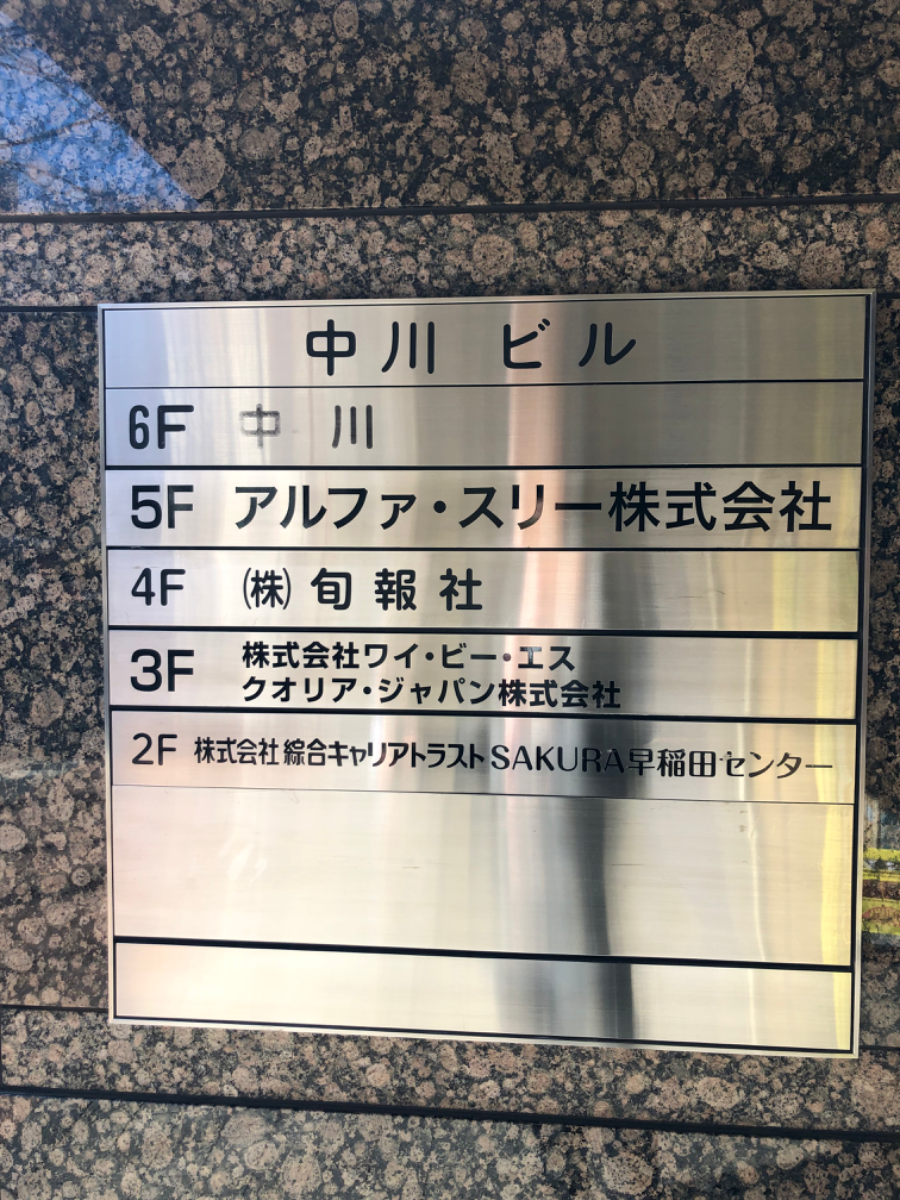 中川 ビル
6F 中川
5F アルファ・スリー株式会社
4F ㈱旬報社
3F 株式会社ワイ・ビー・エス
クオリア・ジャパン株式会社
2F 株式会社綜合キャリアトラストSAKURA早稲田センター